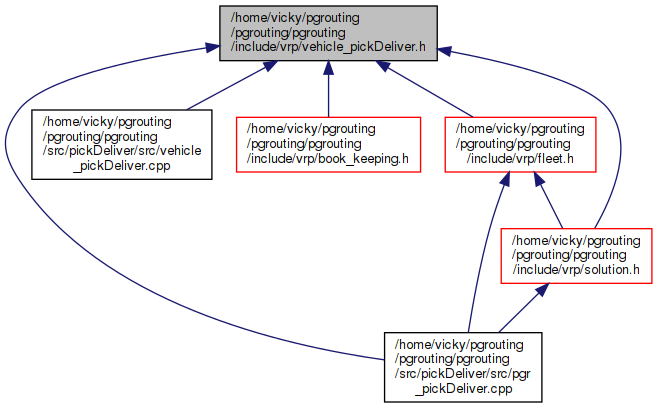 /home/vicky/pgrouting
/pgrouting/pgrouting
/include/vrp/vehicle_pickDeliver.h
/home/vicky/pgrouting
/pgrouting/pgrouting
/src/pickDeliver/src/vehicle
_pickDeliver.cpp
/home/vicky/pgrouting
/pgrouting/pgrouting
/include/vrp/book_keeping.h
/home/vicky/pgrouting
/pgrouting/pgrouting
/include/vrp/fleet.h
/home/vicky/pgrouting
/pgrouting/pgrouting
/include/vrp/solution.h
/home/vicky/pgrouting
/pgrouting/pgrouting
/src/pickDeliver/src/pgr
_pickDeliver.cpp